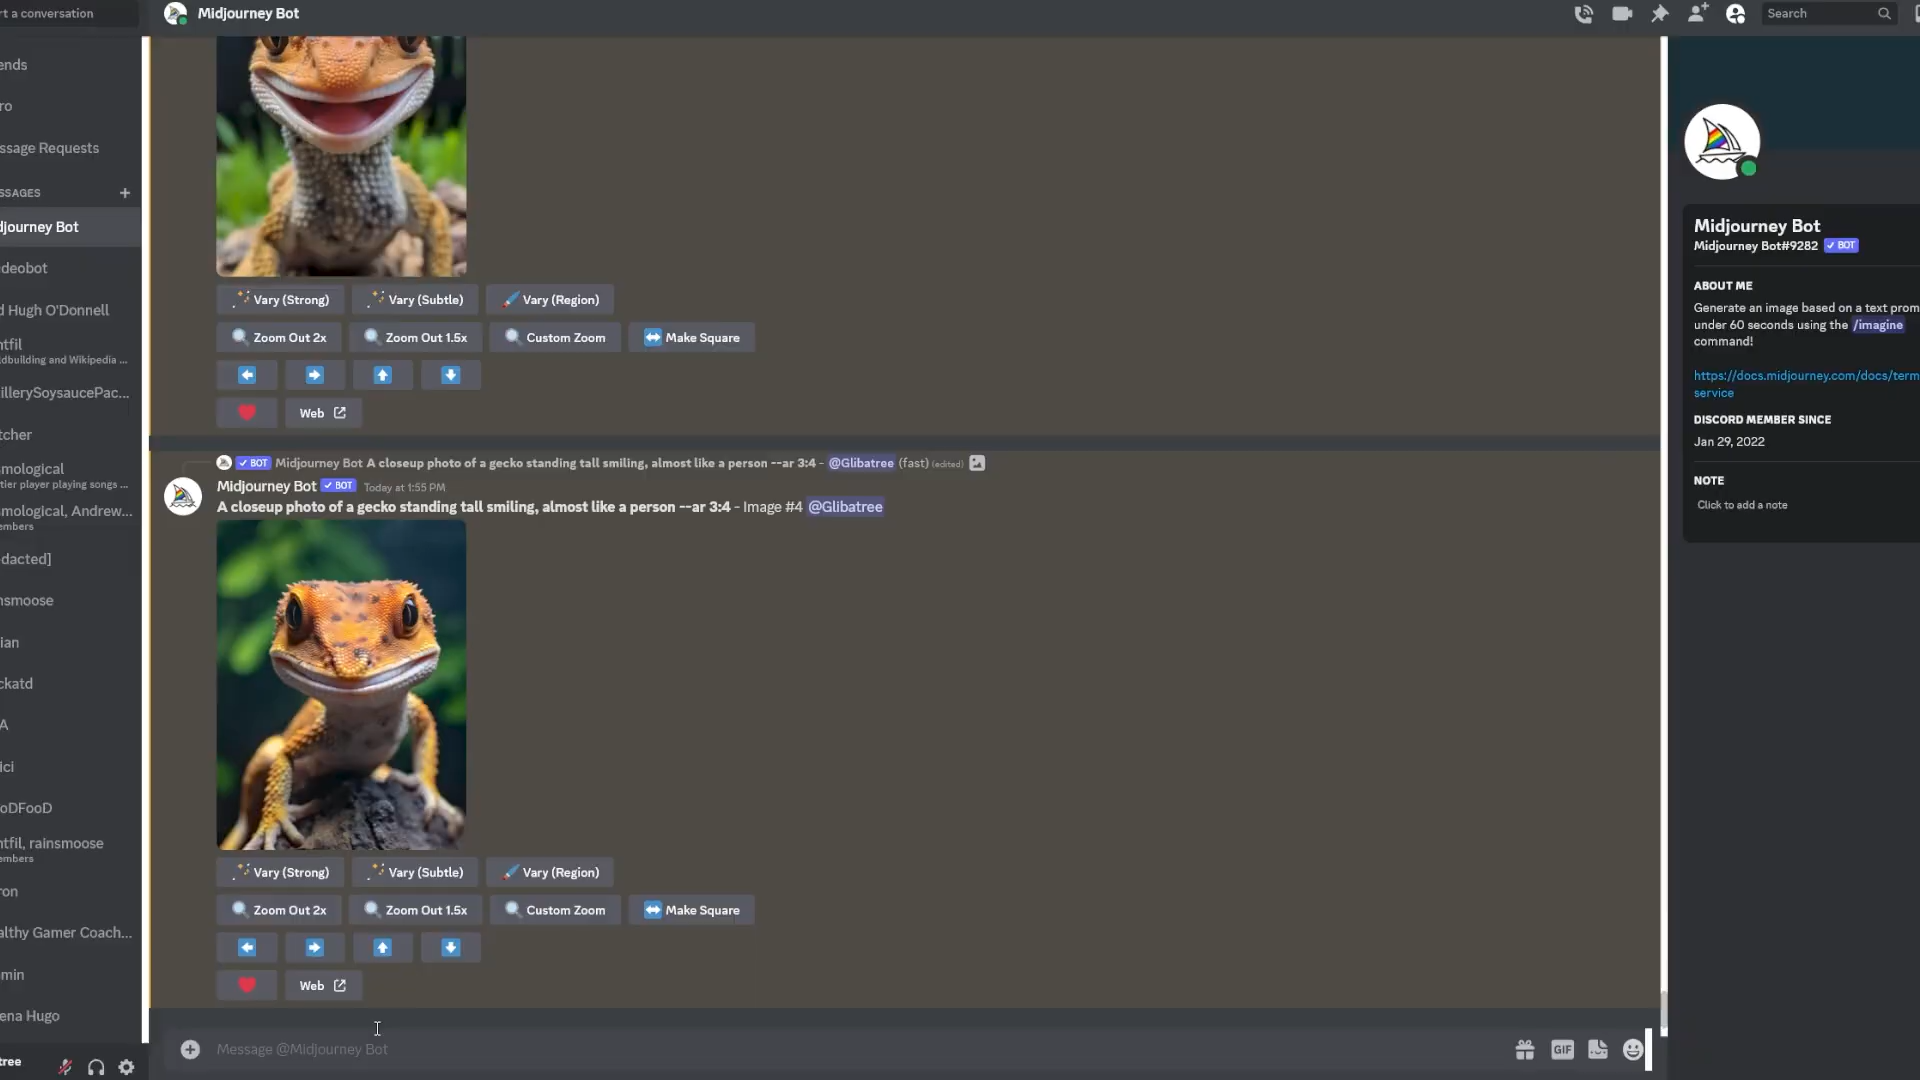 rt a conversation
Midjourney Bot
Search
ends
ro
ssage Requests
SSAGES
djourney Bot
deobot
d Hugh O'Donnell
ntfil
ldbuilding and Wikipedia ...
illerySoysaucePac...
tcher
smological
tier player playing songs ...
smological, Andrew...
embers
dacted]
nsmoose
ian
ckatd
A
ici
oDFooD
ntfil, rainsmoose
embers
ron
althy Gamer Coach...
min
ena Hugo
tree
Vary (Strong)
Vary (Subtle)
Vary (Region)
Zoom Out 2x
Zoom Out 1.5x
Custom Zoom
Make Square
Web
BOT Midjourney Bot A closeup photo of a gecko standing tall smiling, almost like a person --ar 3:4 - @Glibatree (fast) (edited)
Midjourney Bot BOT Today at 1:55 PM
A closeup photo of a gecko standing tall smiling, almost like a person --ar 3:4 - Image #4 @Glibatree
Vary (Strong)
Vary (Subtle)
Vary (Region)
Zoom Out 2x
Zoom Out 1.5x
Custom Zoom
Make Square
Web
Message @Midjourney Bot
GIF
Midjourney Bot
Midjourney Bot#9282 BOT
ABOUT ME
Generate an image based on a text prom
under 60 seconds using the /imagine
command!
https://docs.midjourney.com/docs/term
service
DISCORD MEMBER SINCE
Jan 29, 2022
NOTE
Click to add a note